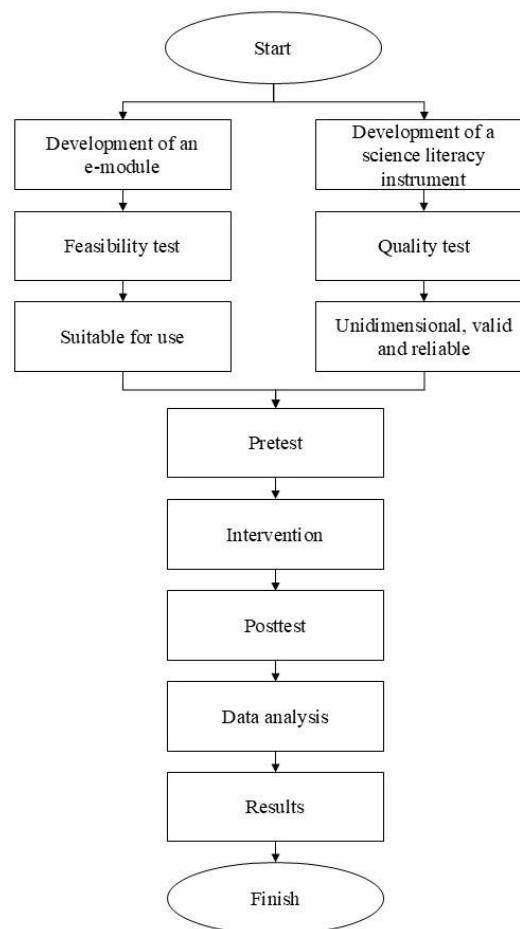 Start
Development of an
e-module
Development of a
science literacy
instrument
Feasibility test
Quality test
Suitable for use
Unidimensional, valid
and reliable
Pretest
Intervention
Posttest
Data analysis
Results
Finish